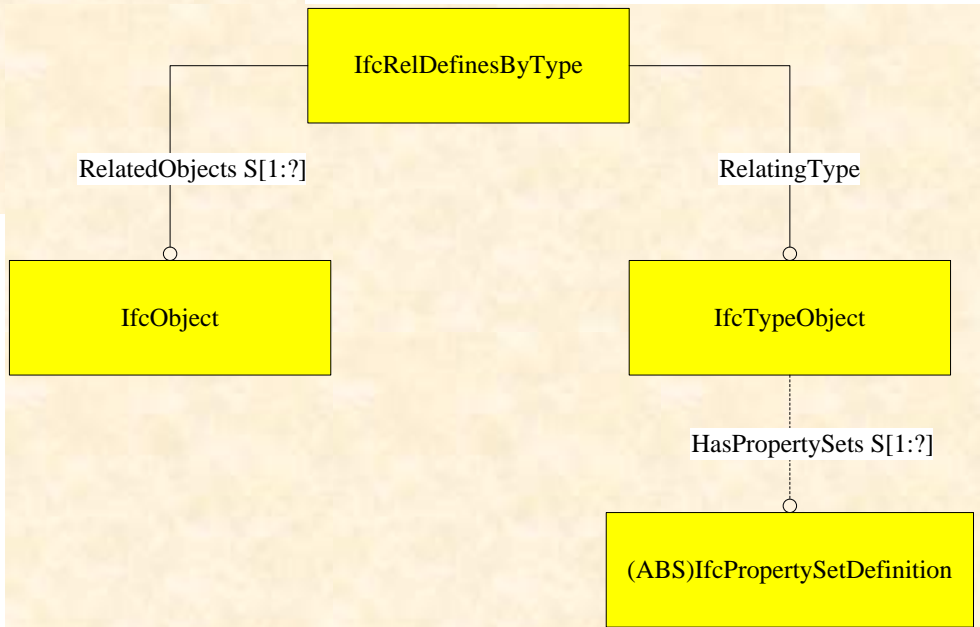 IfcRelDefinesByType
RelatedObjects S[1:?]
RelatingType
IfcObject
IfcTypeObject
HasPropertySets S[1:?]
(ABS)IfcPropertySetDefinition